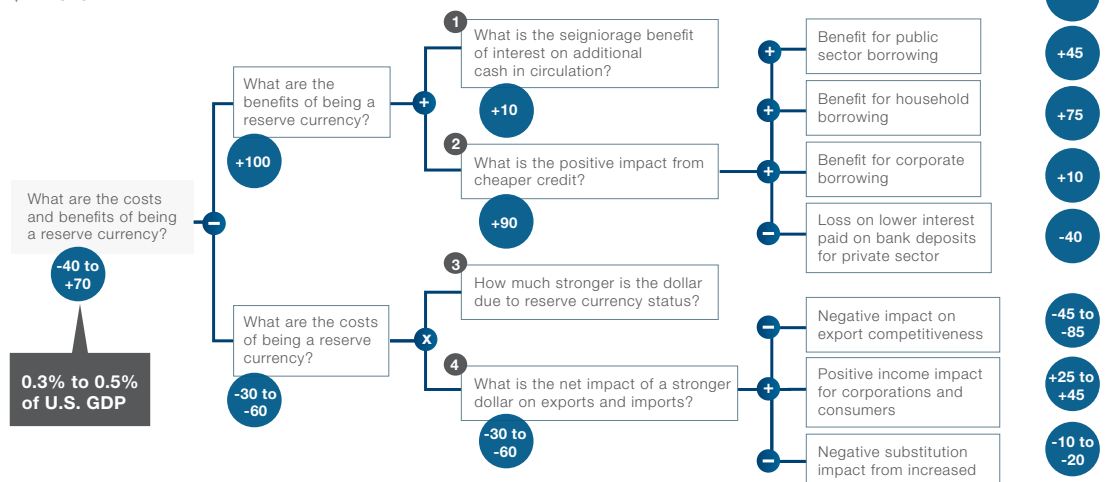 1
What is the seigniorage benefit
of interest on additional
cash in circulation?
+10
Benefit for public
sector borrowing
+45
What are the
benefits of being a
reserve currency?
+100
+
+
Benefit for household
borrowing
+
+75
2
What is the positive impact from
cheaper credit?
+90
Benefit for corporate
borrowing
+
+10
What are the costs
and benefits of being
a reserve currency?
-40 to
+70
–
Loss on lower interest
paid on bank deposits
for private sector
–
-40
3
How much stronger is the dollar
due to reserve currency status?
What are the costs
of being a reserve
currency?
-30 to
-60
x
Negative impact on
export competitiveness
–
-45 to
-85
0.3% to 0.5%
of U.S. GDP
4
What is the net impact of a stronger
dollar on exports and imports?
-30 to
-60
+
Positive income impact
for corporations and
consumers
+25 to
+45
–
Negative substitution
impact from increased
-10 to
-20